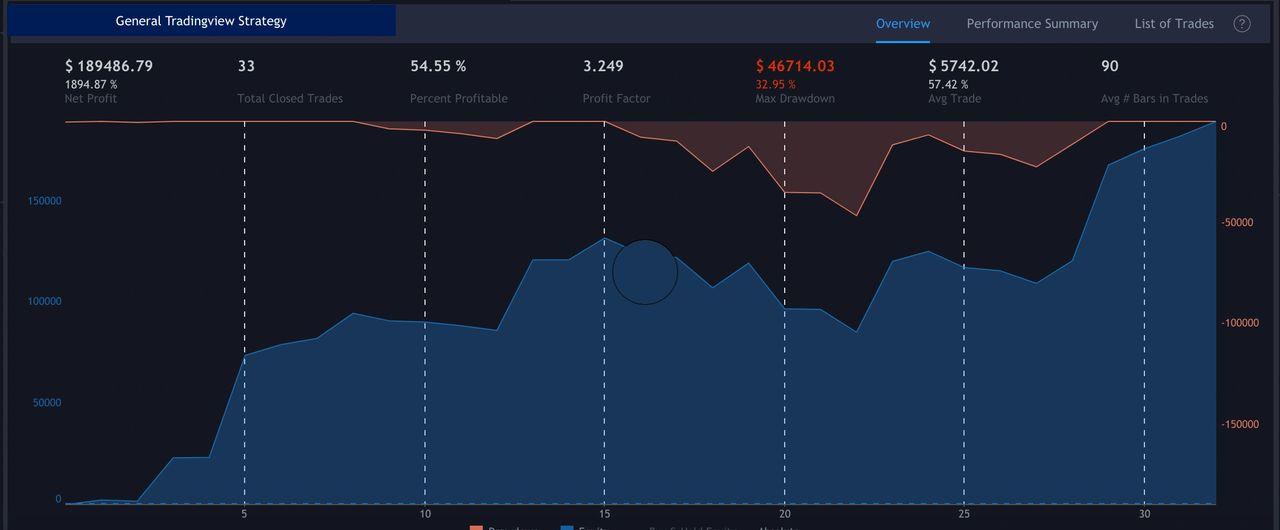 General Tradingview Strategy
Overview Performance Summary List of Trades ?
$ 189486.79 33 54.55 % 3.249 $ 46714.03 $ 5742.02 90
1894.87 % 32.95 % 57.42 %
Net Profit Total Closed Trades Percent Profitable Profit Factor Max Drawdown Avg Trade Avg # Bars in Trades
0
150000
-50000
100000
-100000
50000
-150000
0
5 10 15 20 25 30